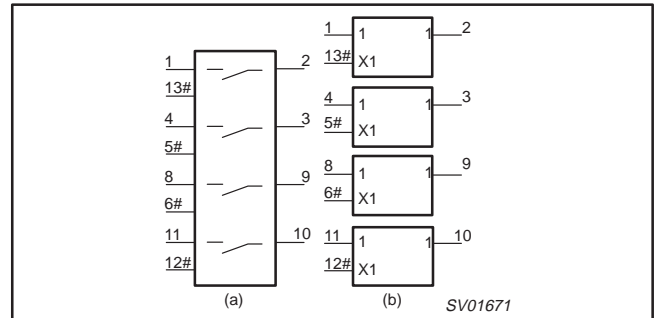 1 2
13#
4 3
5#
8 9
6#
11 10
12#
(a)
1 1 1 2
13# X1
4 1 1 3
5# X1
8 1 1 9
6# X1
11 1 1 10
12# X1
(b)
SV01671